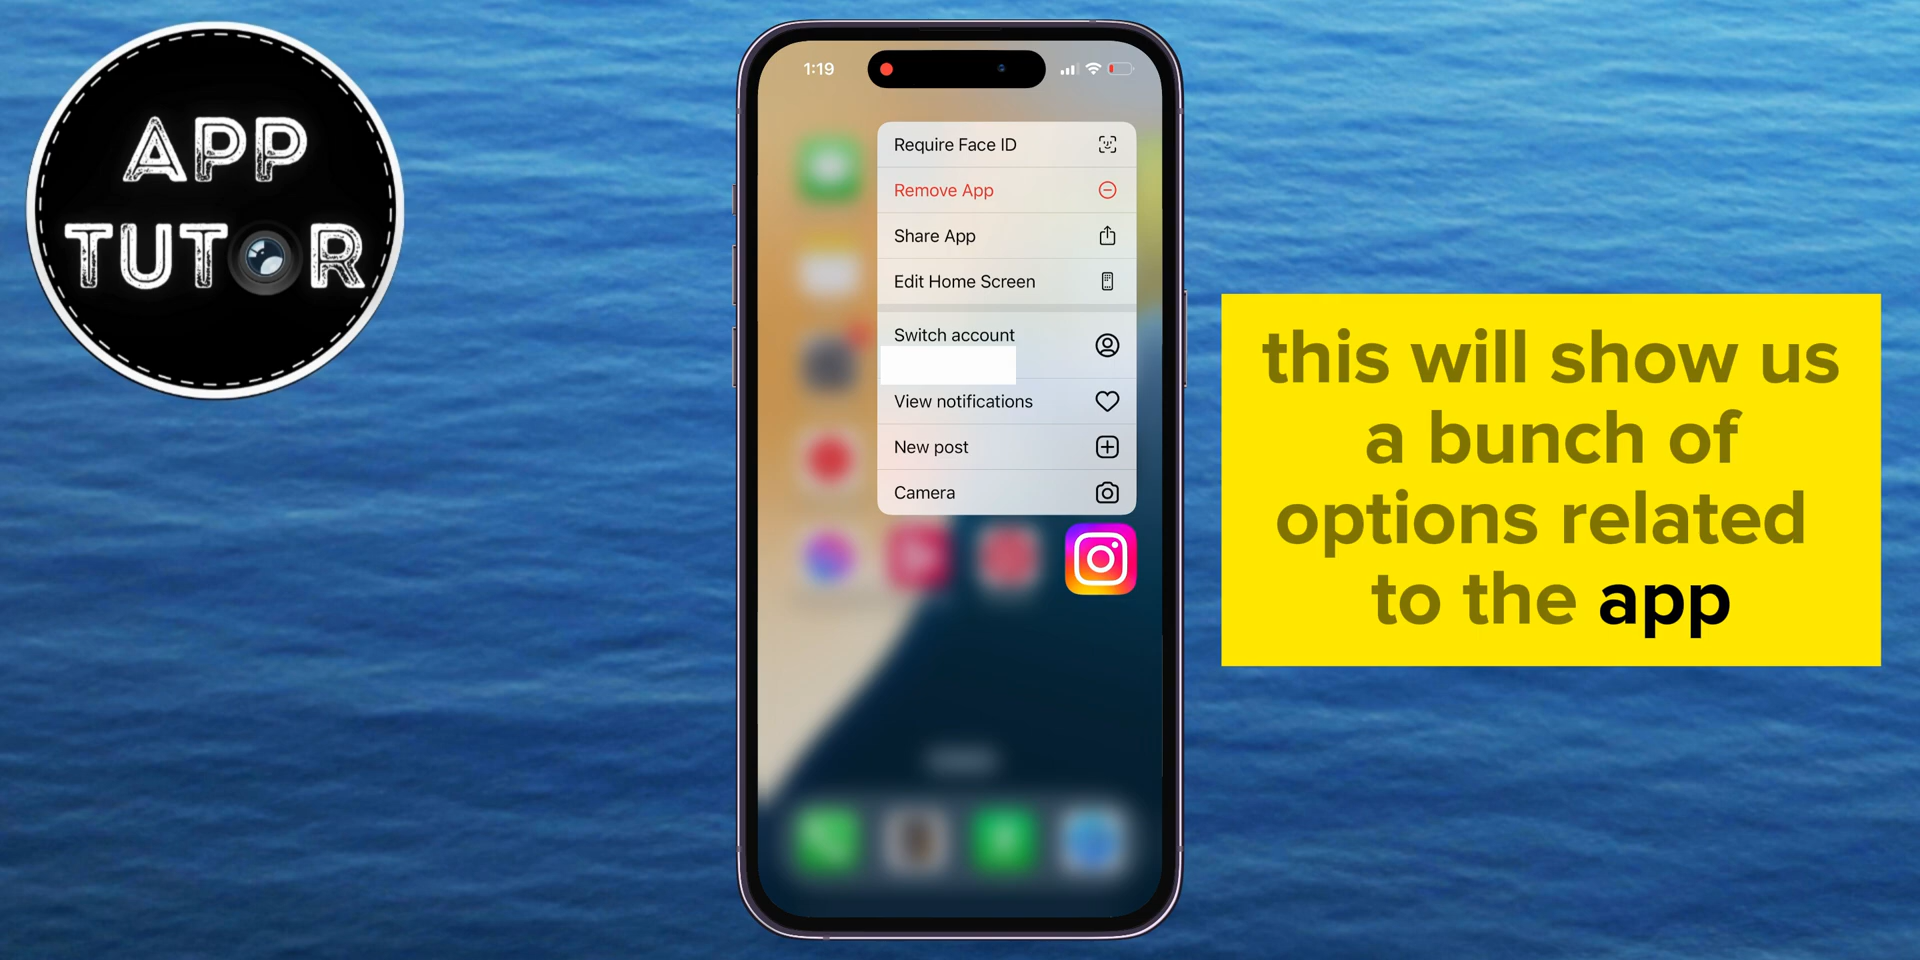 APP
TUTOR
1:19
Require Face ID
Remove App
Share App
Edit Home Screen
Switch account
View notifications
New post
Camera
this will show us
a bunch of
options related
to the app